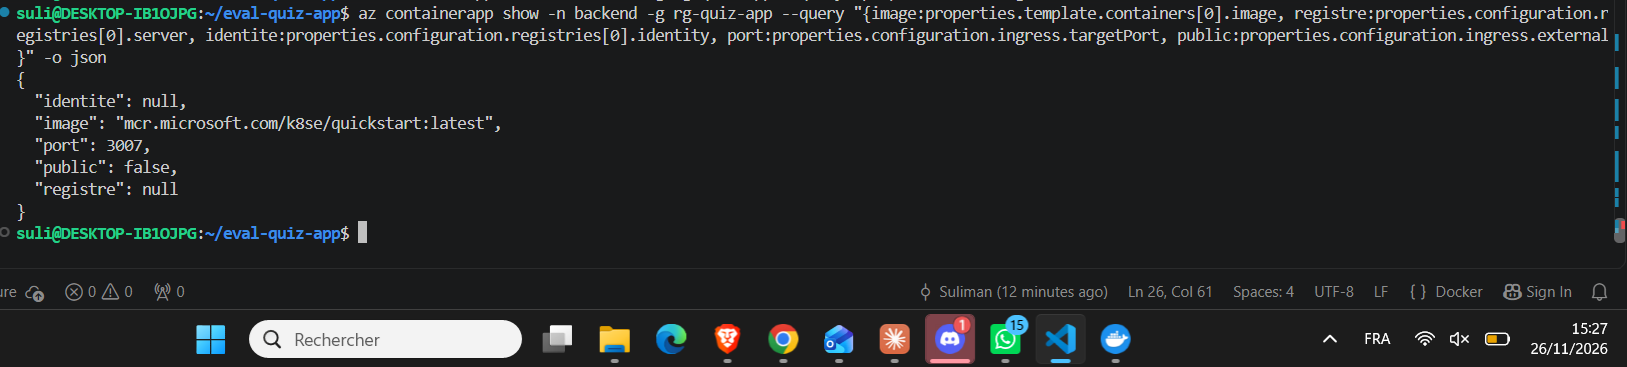 suli@DESKTOP-IB1OJPG:~/eval-quiz-app$ az containerapp show -n backend -g rg-quiz-app --query "{image:properties.template.containers[0].image, registre:properties.configuration.r
egistries[0].server, identite:properties.configuration.registries[0].identity, port:properties.configuration.ingress.targetPort, public:properties.configuration.ingress.external
}" -o json
{
  "identite": null,
  "image": "mcr.microsoft.com/k8se/quickstart:latest",
  "port": 3007,
  "public": false,
  "registre": null
}
suli@DESKTOP-IB1OJPG:~/eval-quiz-app$
ure 0 0 0 Suliman (12 minutes ago) Ln 26, Col 61 Spaces: 4 UTF-8 LF { } Docker Sign In
Rechercher 1 15 FRA 15:27
26/11/2026